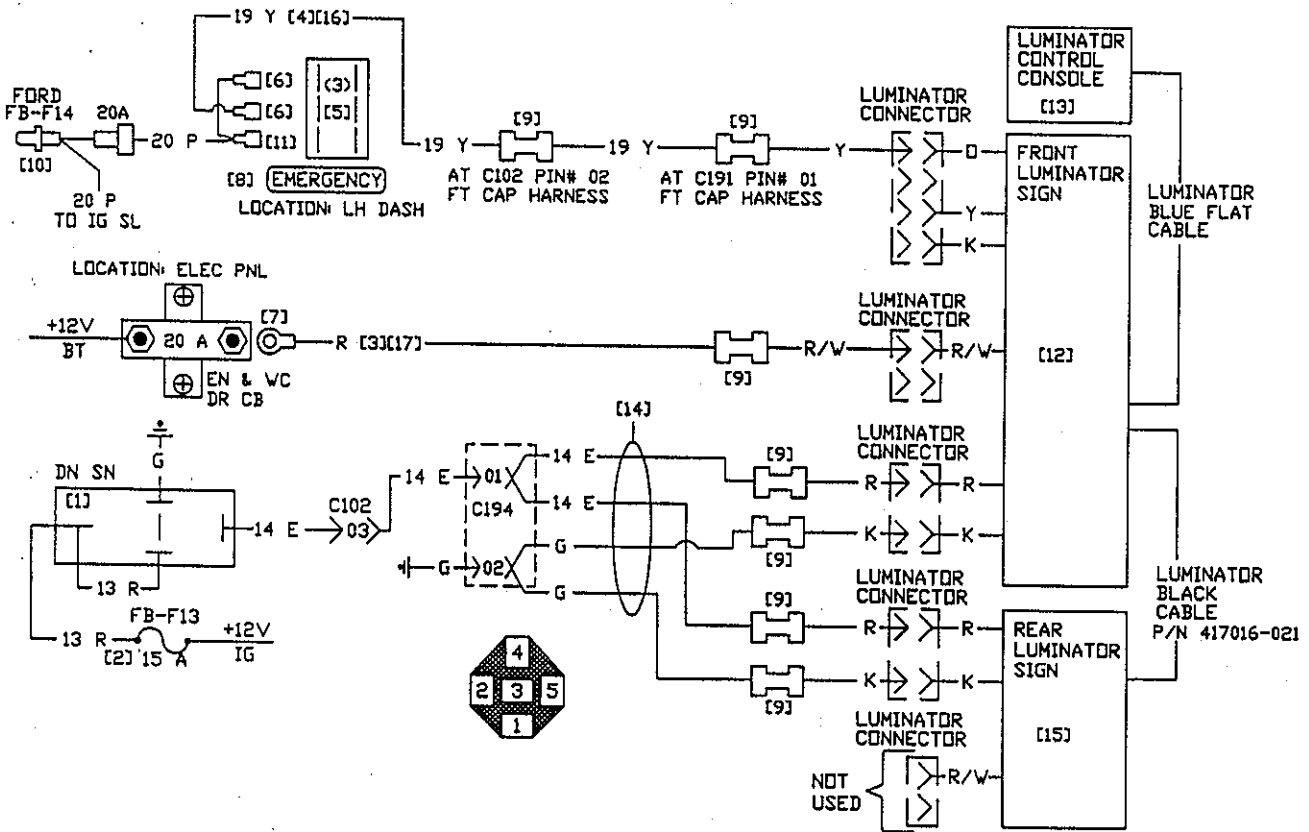 19 Y [4][16]
FORD
FB-F14
20A
20 P
[6]
[6]
[11]
(3)
[5]
[10]
20 P
TO IG SL
[8] EMERGENCY
LOCATION: LH DASH
19 Y
[9]
AT C102 PIN# 02
FT CAP HARNESS
19 Y
[9]
AT C191 PIN# 01
FT CAP HARNESS
Y
LUMINATOR
CONNECTOR
O
Y
K
LUMINATOR
CONTROL
CONSOLE
[13]
FRONT
LUMINATOR
SIGN
[12]
LUMINATOR
BLUE FLAT
CABLE
LOCATION: ELEC PNL
+12V
BT
20 A
[7]
R [3][17]
EN & WC
DR CB
[9]
R/W
LUMINATOR
CONNECTOR
R/W
G
DN SN
[1]
14 E
C102
03
14 E
01
C194
02
G
13 R
13 R
FB-F13
[2] 15 A
+12V
IG
[14]
14 E
14 E
G
G
[9]
[9]
[9]
[9]
LUMINATOR
CONNECTOR
R
R
K
K
LUMINATOR
CONNECTOR
R
R
K
K
LUMINATOR
CONNECTOR
R/W
NOT
USED
REAR
LUMINATOR
SIGN
[15]
LUMINATOR
BLACK
CABLE
P/N 417016-021
4
2 3 5
1